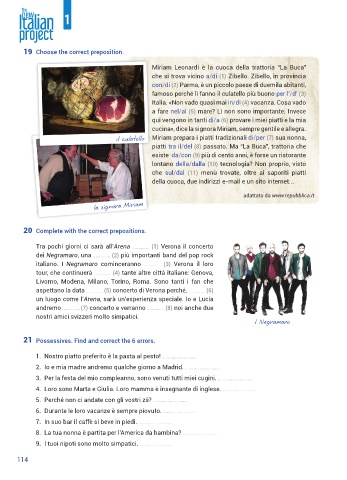 The
new
italian
project
1
19 Choose the correct preposition.
Miriam Leonardi è la cuoca della trattoria “La Buca”
che si trova vicino a/di (1) Zibello. Zibello, in provincia
con/di (2) Parma, è un piccolo paese di duemila abitanti,
famoso perché lì fanno il culatello più buono per l’/d’ (3)
Italia. «Non vado quasi mai in/di (4) vacanza. Cosa vado
a fare nel/al (5) mare? Lì non sono importante. Invece
qui vengono in tanti di/a (6) provare i miei piatti e la mia
cucina», dice la signora Miriam, sempre gentile e allegra.
Miriam prepara i piatti tradizionali di/per (7) sua nonna,
piatti tra il/del (8) passato. Ma “La Buca”, trattoria che
esiste da/con (9) più di cento anni, è forse un ristorante
lontano della/dalla (10) tecnologia? Non proprio, visto
che sul/dal (11) menù trovate, oltre ai saporiti piatti
della cuoca, due indirizzi e-mail e un sito internet...
adattato da www.repubblica.it
il culatello
la signora Miriam
20 Complete with the correct prepositions.
Tra pochi giorni ci sarà all’Arena ............ (1) Verona il concerto
dei Negramaro, una ............ (2) più importanti band del pop rock
italiano. I Negramaro cominceranno ............ (3) Verona il loro
tour, che continuerà ............ (4) tante altre città italiane: Genova,
Livorno, Modena, Milano, Torino, Roma. Sono tanti i fan che
aspettano la data ............ (5) concerto di Verona perché, ............ (6)
un luogo come l’Arena, sarà un’esperienza speciale. Io e Lucia
andremo ............ (7) concerto e verranno ............ (8) noi anche due
nostri amici svizzeri molto simpatici.
I Negramaro
21 Possessives. Find and correct the 6 errors.
1. Nostro piatto preferito è la pasta al pesto! ........................
2. Io e mia madre andremo qualche giorno a Madrid. ........................
3. Per la festa del mio compleanno, sono venuti tutti miei cugini. ........................
4. Loro sono Marta e Giulia. Loro mamma è insegnante di inglese. ........................
5. Perché non ci andate con gli vostri zii? ........................
6. Durante le loro vacanze è sempre piovuto. ........................
7. In suo bar il caffè si beve in piedi. ........................
8. La tua nonna è partita per l’America da bambina? ........................
9. I tuoi nipoti sono molto simpatici. ........................
114